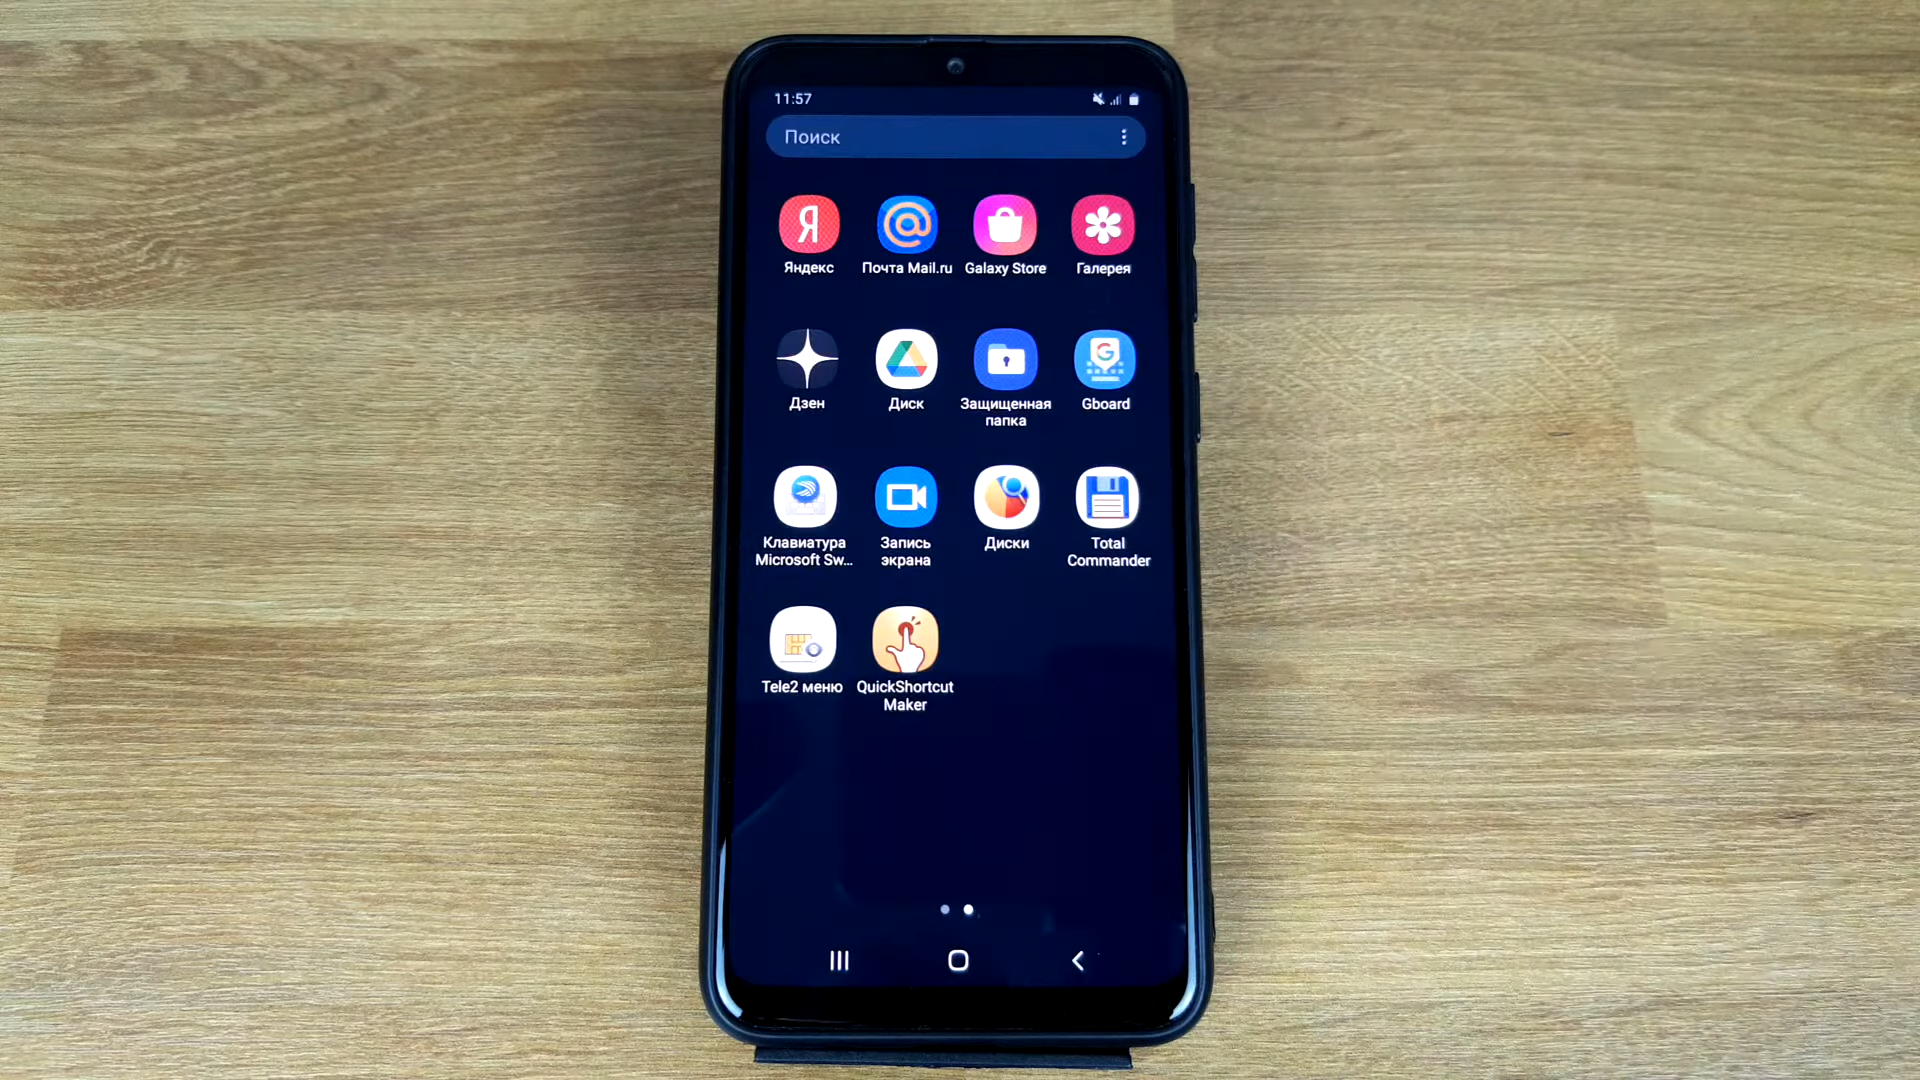 11:57
Поиск
Я
Яндекс
Почта Mail.ru
Galaxy Store
Галерея
Дзен
Диск
Защищенная
папка
G
Gboard
Клавиатура
Microsoft Sw...
Запись
экрана
Диски
Total
Commander
Tele2 меню
QuickShortcut
Maker